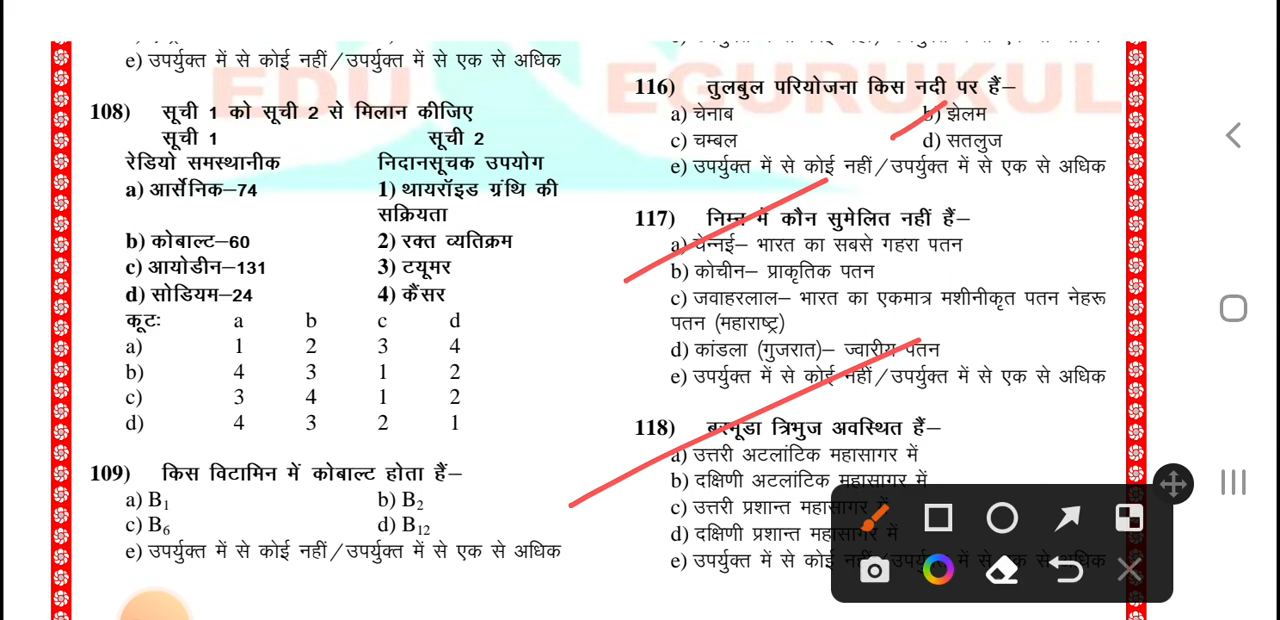 e) उपर्युक्त में से कोई नहीं/उपर्युक्त में से एक से अधिक
108) सूची 1 को सूची 2 से मिलान कीजिए
सूची 1 सूची 2
रेडियो समस्थानीक निदानसूचक उपयोग
a) आर्सेनिक–74 1) थायरॉइड ग्रंथि की
सक्रियता
b) कोबाल्ट–60 2) रक्त व्यतिक्रम
c) आयोडीन–131 3) टयूमर
d) सोडियम–24 4) कैंसर
कूटः a b c d
a) 1 2 3 4
b) 4 3 1 2
c) 3 4 1 2
d) 4 3 2 1
109) किस विटामिन में कोबाल्ट होता हैं–
a) B1 b) B2
c) B6 d) B12
e) उपर्युक्त में से कोई नहीं/उपर्युक्त में से एक से अधिक
116) तुलबुल परियोजना किस नदी पर हैं–
a) चेनाब b) झेलम
c) चम्बल d) सतलुज
e) उपर्युक्त में से कोई नहीं/उपर्युक्त में से एक से अधिक
117) निम्न में कौन सुमेलित नहीं हैं–
a) चेन्नई– भारत का सबसे गहरा पतन
b) कोचीन– प्राकृतिक पतन
c) जवाहरलाल– भारत का एकमात्र मशीनीकृत पतन नेहरू
पतन (महाराष्ट्र)
d) कांडला (गुजरात)– ज्वारीय पतन
e) उपर्युक्त में से कोई नहीं/उपर्युक्त में से एक से अधिक
118) बरमूडा त्रिभुज अवस्थित हैं–
a) उत्तरी अटलांटिक महासागर में
b) दक्षिणी अटलांटिक महासागर में
c) उत्तरी प्रशान्त महासागर में
d) दक्षिणी प्रशान्त महासागर में
e) उपर्युक्त में से कोई नहीं/उपर्युक्त में से एक से अधिक
EDU EGURUKUL